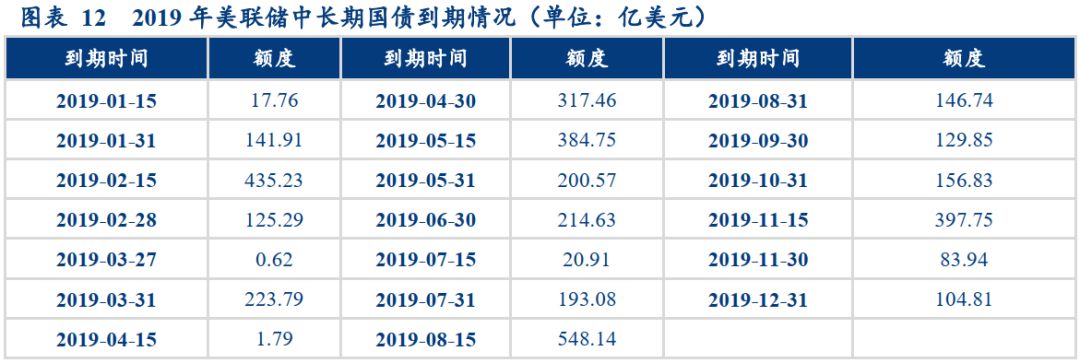 图表 12 2019 年美联储中长期国债到期情况（单位：亿美元）
到期时间 额度 到期时间 额度 到期时间 额度
2019-01-15 17.76 2019-04-30 317.46 2019-08-31 146.74
2019-01-31 141.91 2019-05-15 384.75 2019-09-30 129.85
2019-02-15 435.23 2019-05-31 200.57 2019-10-31 156.83
2019-02-28 125.29 2019-06-30 214.63 2019-11-15 397.75
2019-03-27 0.62 2019-07-15 20.91 2019-11-30 83.94
2019-03-31 223.79 2019-07-31 193.08 2019-12-31 104.81
2019-04-15 1.79 2019-08-15 548.14